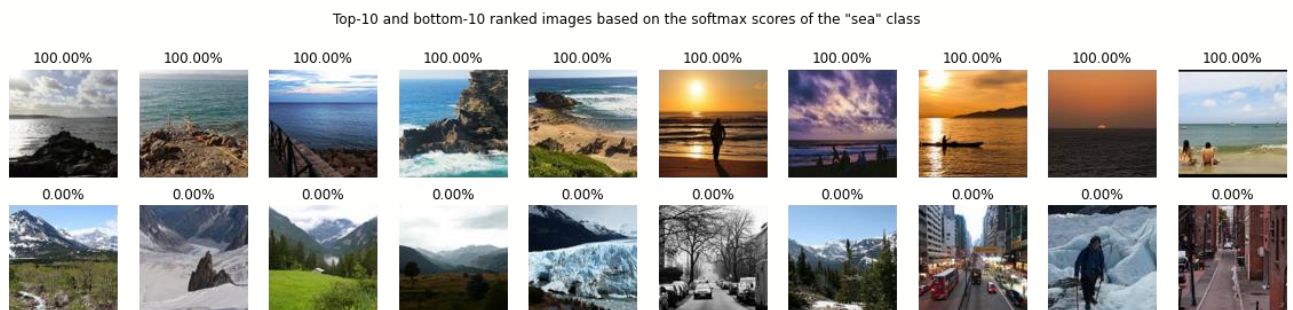 Top-10 and bottom-10 ranked images based on the softmax scores of the "sea" class
100.00% 100.00% 100.00% 100.00% 100.00% 100.00% 100.00% 100.00% 100.00% 100.00%
0.00% 0.00% 0.00% 0.00% 0.00% 0.00% 0.00% 0.00% 0.00% 0.00%